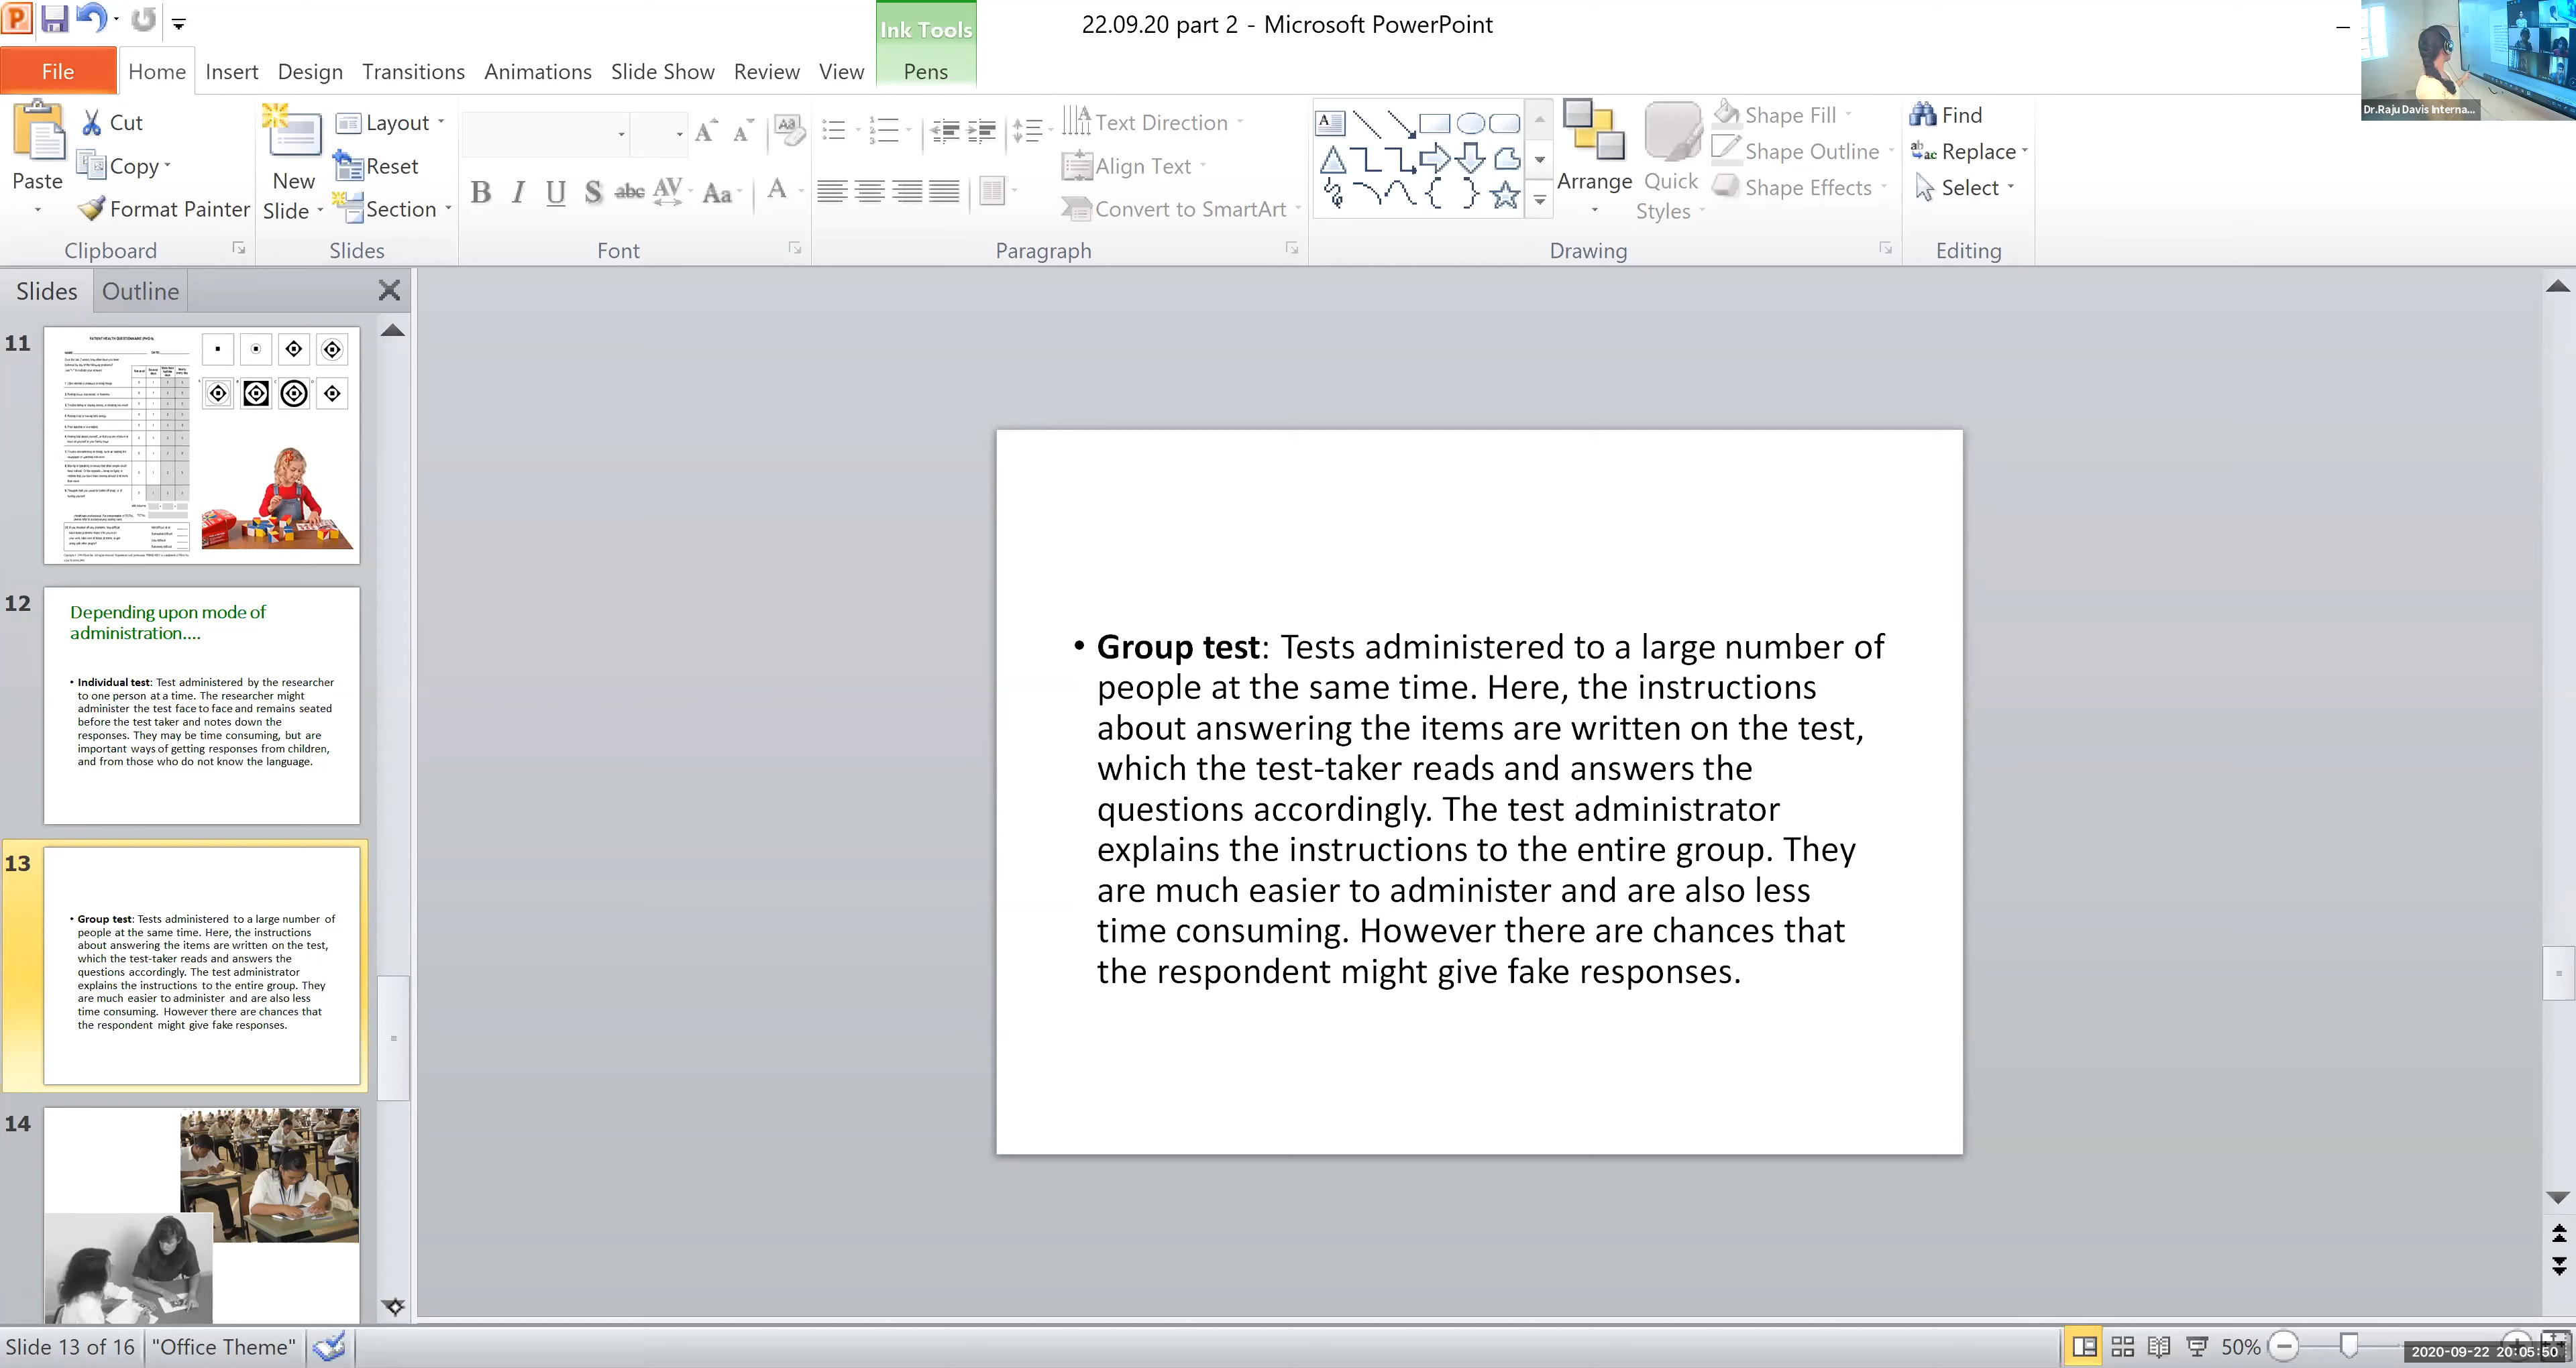 22.09.20 part 2 - Microsoft PowerPoint
Ink Tools
File Home Insert Design Transitions Animations Slide Show Review View Pens
Dr.Raju Davis Interna...
Paste
Cut
Copy
Format Painter
Clipboard
New
Slide
Layout
Reset
Section
Slides
Font
Text Direction
Align Text
Convert to SmartArt
Paragraph
Arrange
Quick
Styles
Shape Fill
Shape Outline
Shape Effects
Drawing
Find
Replace
Select
Editing
Slides Outline
11
PATIENT HEALTH QUESTIONNAIRE (PHQ-9)
12
Depending upon mode of
administration....
• Individual test: Test administered by the researcher
to one person at a time. The researcher might
administer the test face to face and remains seated
before the test taker and notes down the
responses. They may be time consuming, but are
important ways of getting responses from children,
and from those who do not know the language.
13
• Group test: Tests administered to a large number of
people at the same time. Here, the instructions
about answering the items are written on the test,
which the test-taker reads and answers the
questions accordingly. The test administrator
explains the instructions to the entire group. They
are much easier to administer and are also less
time consuming. However there are chances that
the respondent might give fake responses.
14
• Group test: Tests administered to a large number of
people at the same time. Here, the instructions
about answering the items are written on the test,
which the test-taker reads and answers the
questions accordingly. The test administrator
explains the instructions to the entire group. They
are much easier to administer and are also less
time consuming. However there are chances that
the respondent might give fake responses.
Slide 13 of 16 "Office Theme" 50%
2020-09-22 20:05:50